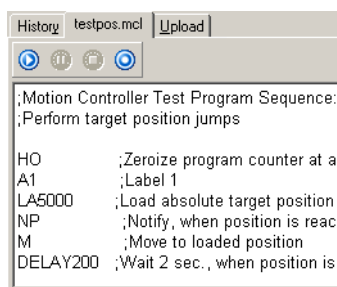 History testpos.mcl Upload
;Motion Controller Test Program Sequence:
;Perform target position jumps
HO ;Zeroize program counter at a
A1 ;Label 1
LA5000 ;Load absolute target position
NP ;Notify, when position is reac
M ;Move to loaded position
DELAY200 ;Wait 2 sec., when position is